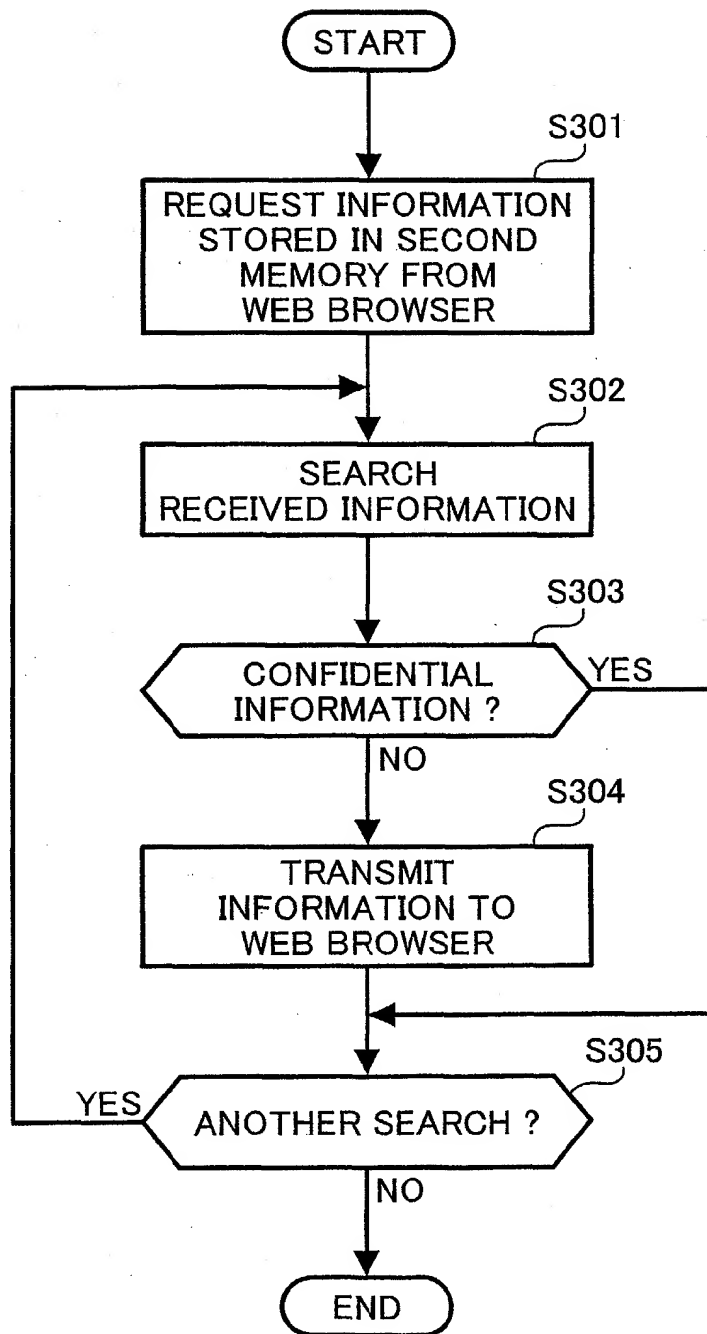 START
S301
REQUEST INFORMATION
STORED IN SECOND
MEMORY FROM
WEB BROWSER
S302
SEARCH
RECEIVED INFORMATION
S303
CONFIDENTIAL
INFORMATION ?
YES
NO
S304
TRANSMIT
INFORMATION TO
WEB BROWSER
S305
YES
ANOTHER SEARCH ?
NO
END